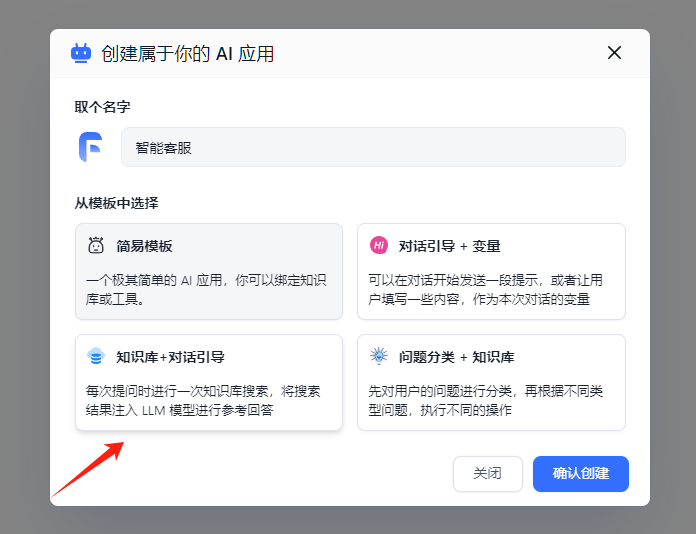 创建属于你的 AI 应用
取个名字
智能客服
从模板中选择
简易模板
一个极其简单的 AI 应用，你可以绑定知识
库或工具。
Hi
对话引导 + 变量
可以在对话开始发送一段提示，或者让用
户填写一些内容，作为本次对话的变量
知识库+对话引导
每次提问时进行一次知识库搜索，将搜索
结果注入 LLM 模型进行参考回答
问题分类 + 知识库
先对用户的问题进行分类，再根据不同类
型问题，执行不同的操作
关闭
确认创建